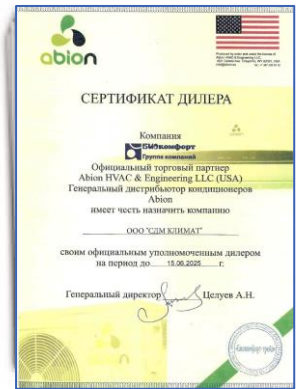 abion
СЕРТИФИКАТ ДИЛЕРА
Компания
БИОкомфорт
Группа компаний
Официальный торговый партнер
Abion HVAC & Engineering LLC (USA)
Генеральный дистрибьютор кондиционеров
Abion
имеет честь назначить компанию
ООО "СДМ КЛИМАТ"
своим официальным уполномоченным дилером
на период до 15.06.2025 г.
Генеральный директор Целуев А.Н.